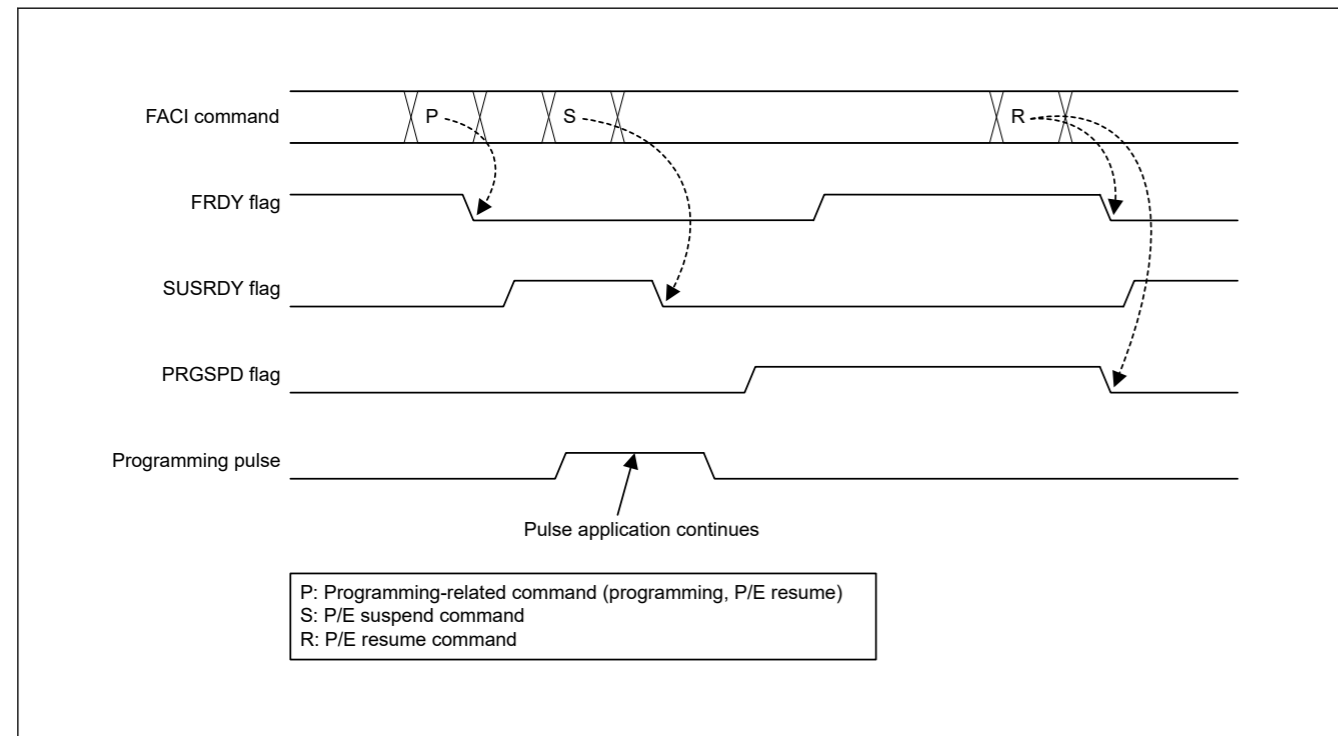 FACI command
P
S
R
FRDY flag
SUSRDY flag
PRGSPD flag
Programming pulse
Pulse application continues
P: Programming-related command (programming, P/E resume)
S: P/E suspend command
R: P/E resume command